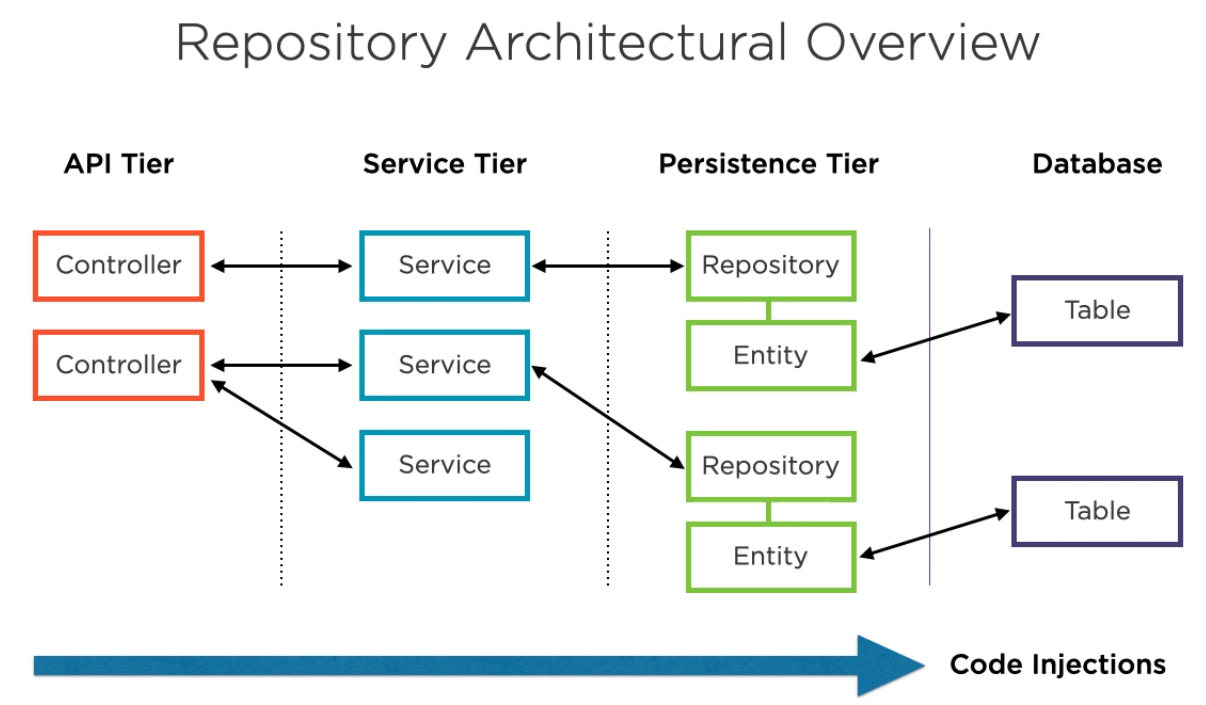 Repository Architectural Overview
API Tier
Service Tier
Persistence Tier
Database
Controller
Service
Repository
Table
Entity
Controller
Service
Service
Repository
Table
Entity
Code Injections